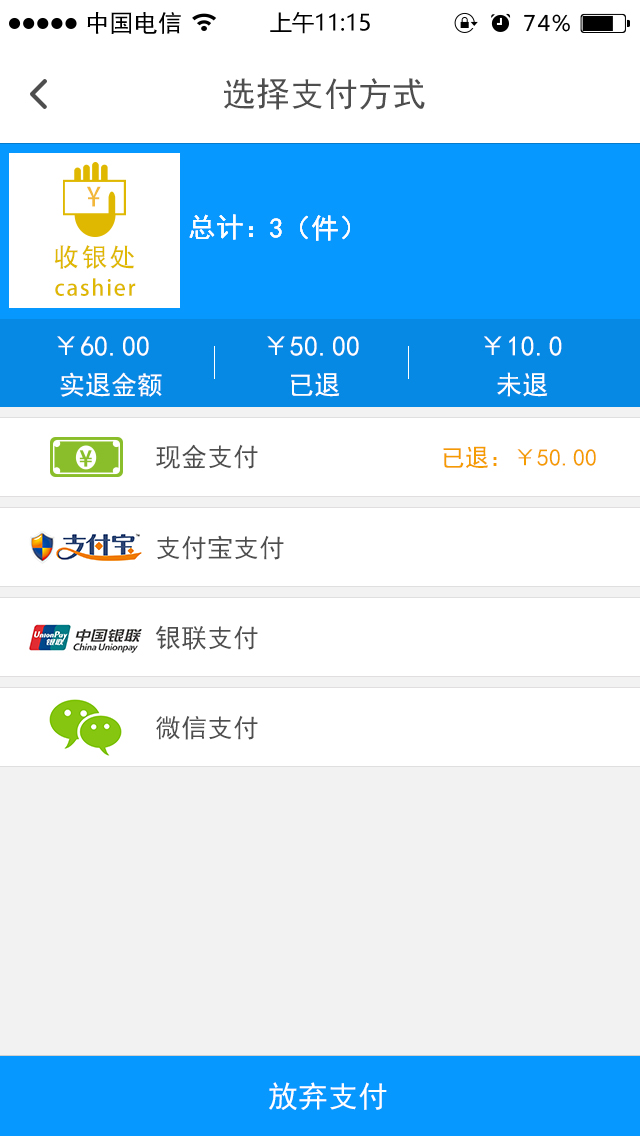 中国电信 上午11:15 74%
选择支付方式
¥
收银处
cashier
总计：3（件）
￥60.00 ￥50.00 ￥10.0
实退金额 已退 未退
¥ 现金支付 已退：￥50.00
支付宝 支付宝支付
UnionPay 银联 中国银联 China Unionpay 银联支付
微信支付
放弃支付